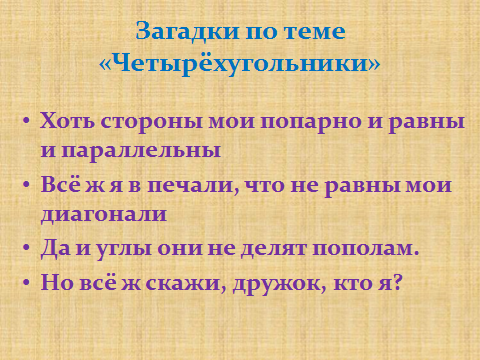 Загадки по теме
«Четырёхугольники»
• Хоть стороны мои попарно и равны
и параллельны
• Всё ж я в печали, что не равны мои
диагонали
• Да и углы они не делят пополам.
• Но всё ж скажи, дружок, кто я?